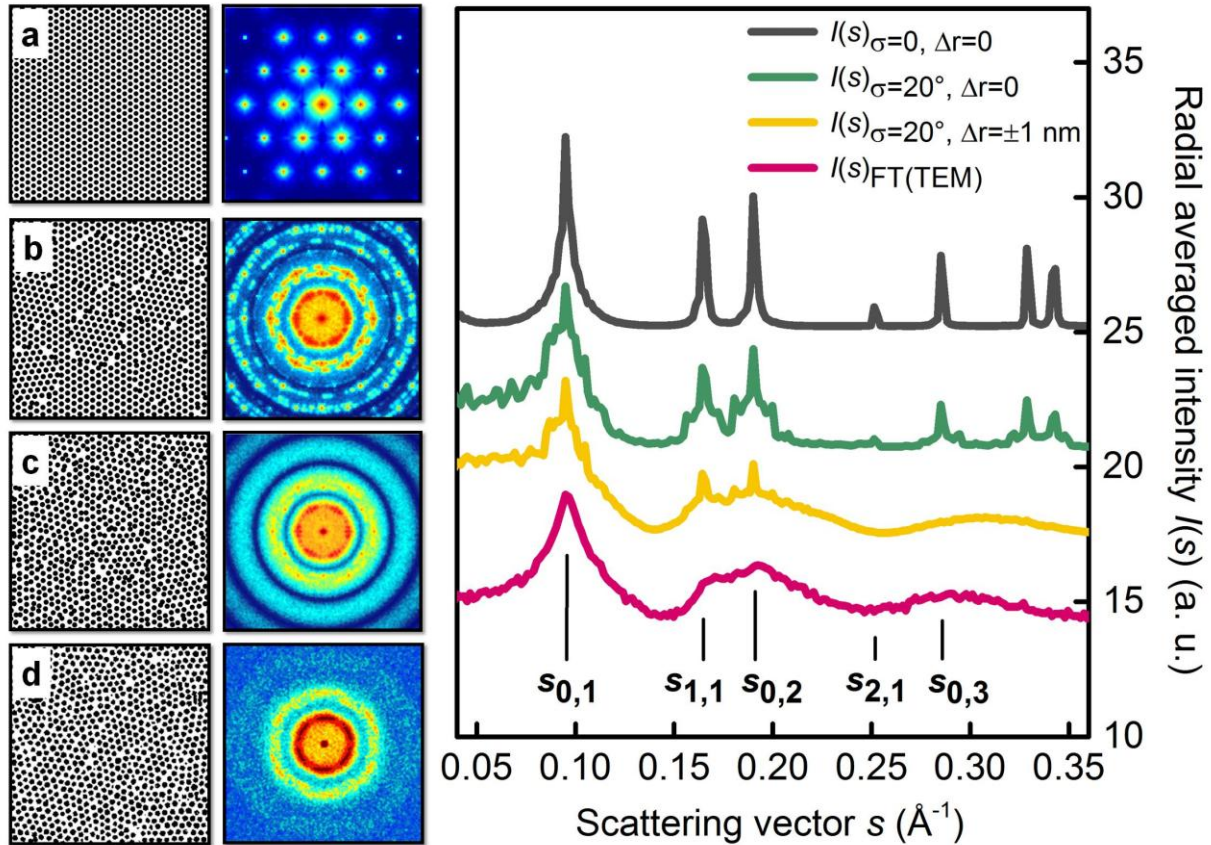 a
b
c
d
I(s)σ=0, Δr=0
I(s)σ=20°, Δr=0
I(s)σ=20°, Δr=±1 nm
I(s)FT(TEM)
35
30
25
20
15
10
Radial averaged intensity I(s) (a. u.)
s0,1 s1,1 s0,2 s2,1 s0,3
0.05 0.10 0.15 0.20 0.25 0.30 0.35
Scattering vector s (Å-1)